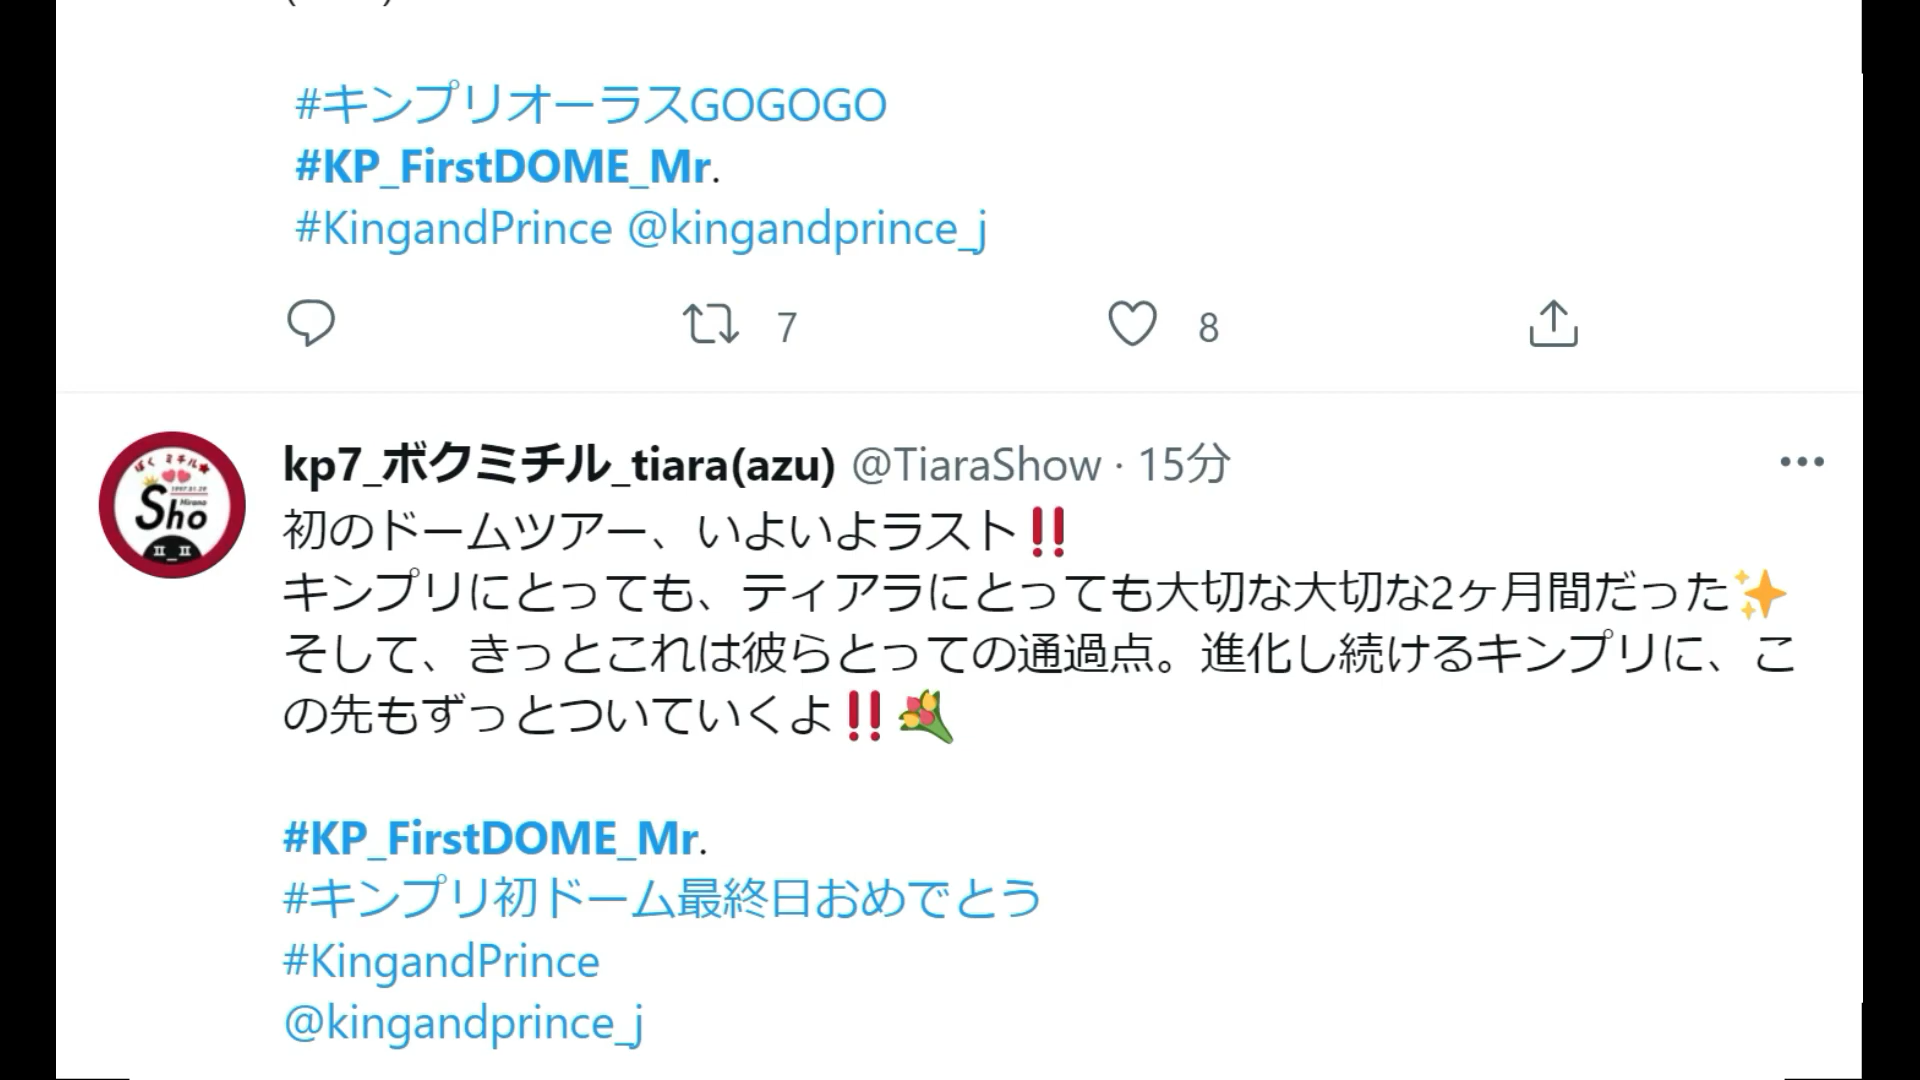 #キンプリオーラスGOGOGO
#KP_FirstDOME_Mr.
#KingandPrince @kingandprince_j
7
8
kp7_ボクミチル_tiara(azu) @TiaraShow · 15分
ぼく ミチル★
Sho
Hirano
初のドームツアー、いよいよラスト‼️
キンプリにとっても、ティアラにとっても大切な大切な2ヶ月間だった✨
そして、きっとこれは彼らとっての通過点。進化し続けるキンプリに、こ
の先もずっとついていくよ‼️💐
#KP_FirstDOME_Mr.
#キンプリ初ドーム最終日おめでとう
#KingandPrince
@kingandprince_j